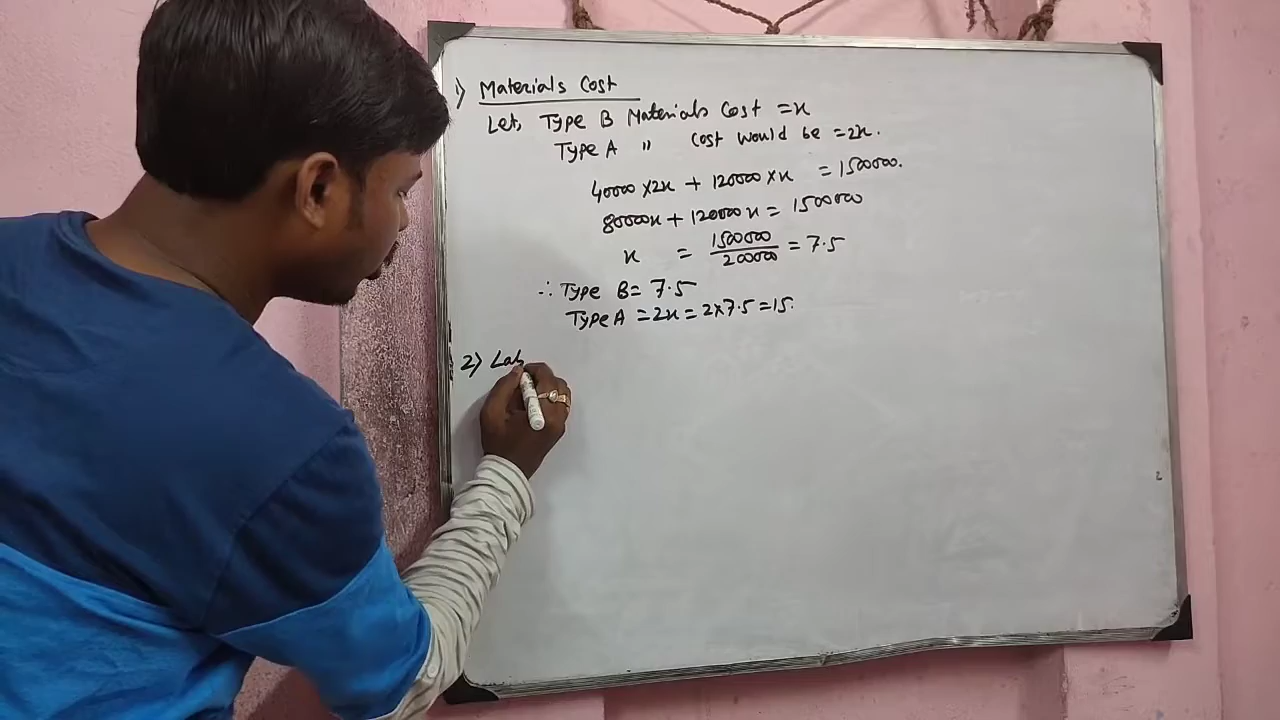 1) Materials Cost
Let, Type B Materials Cost = x
Type A " Cost would be = 2x.
40000 x 2x + 120000 x x = 1500000.
80000x + 120000x = 1500000
x = 1500000/200000 = 7.5
∴ Type B = 7.5
Type A = 2x = 2x7.5 = 15.
2) Lab